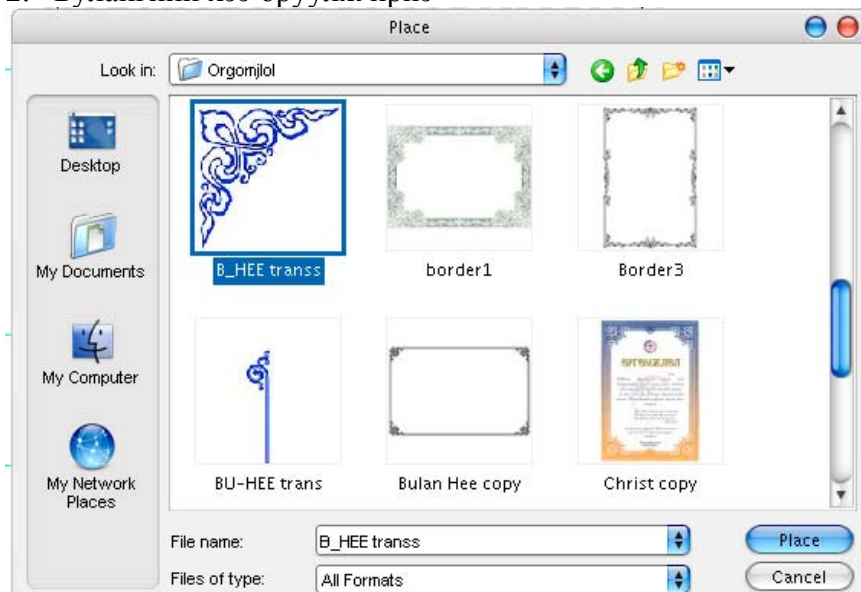 2.
Place
Look in:
Orgomjlol
Desktop
My Documents
My Computer
My Network
Places
B_HEE transs
border1
Border3
BU-HEE trans
Bulan Hee copy
Christ copy
File name:
B_HEE transs
Place
Files of type:
All Formats
Cancel